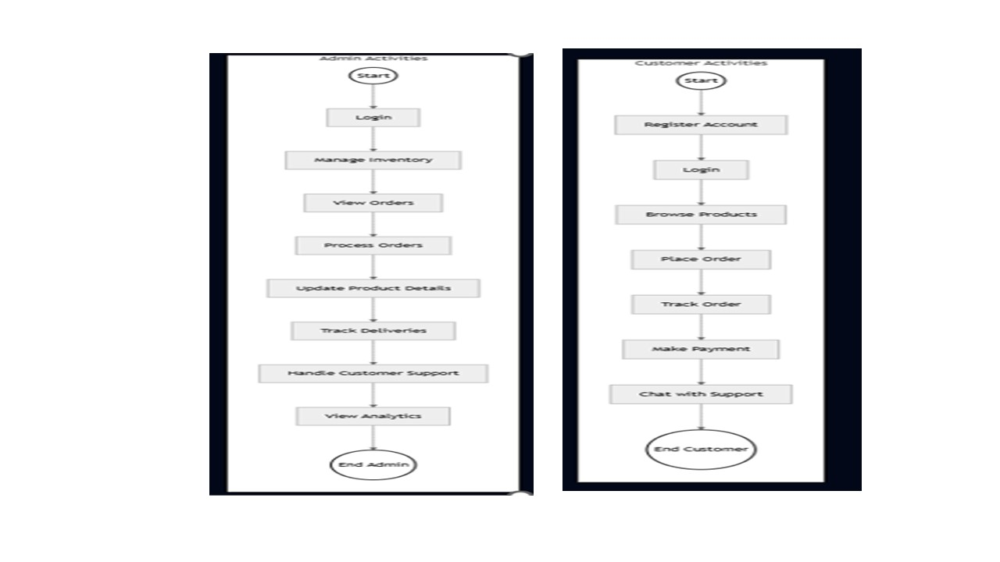 Admin Activities
Start
Login
Manage Inventory
View Orders
Process Orders
Update Product Details
Track Deliveries
Handle Customer Support
View Analytics
End Admin
Customer Activities
Start
Register Account
Login
Browse Products
Place Order
Track Order
Make Payment
Chat with Support
End Customer